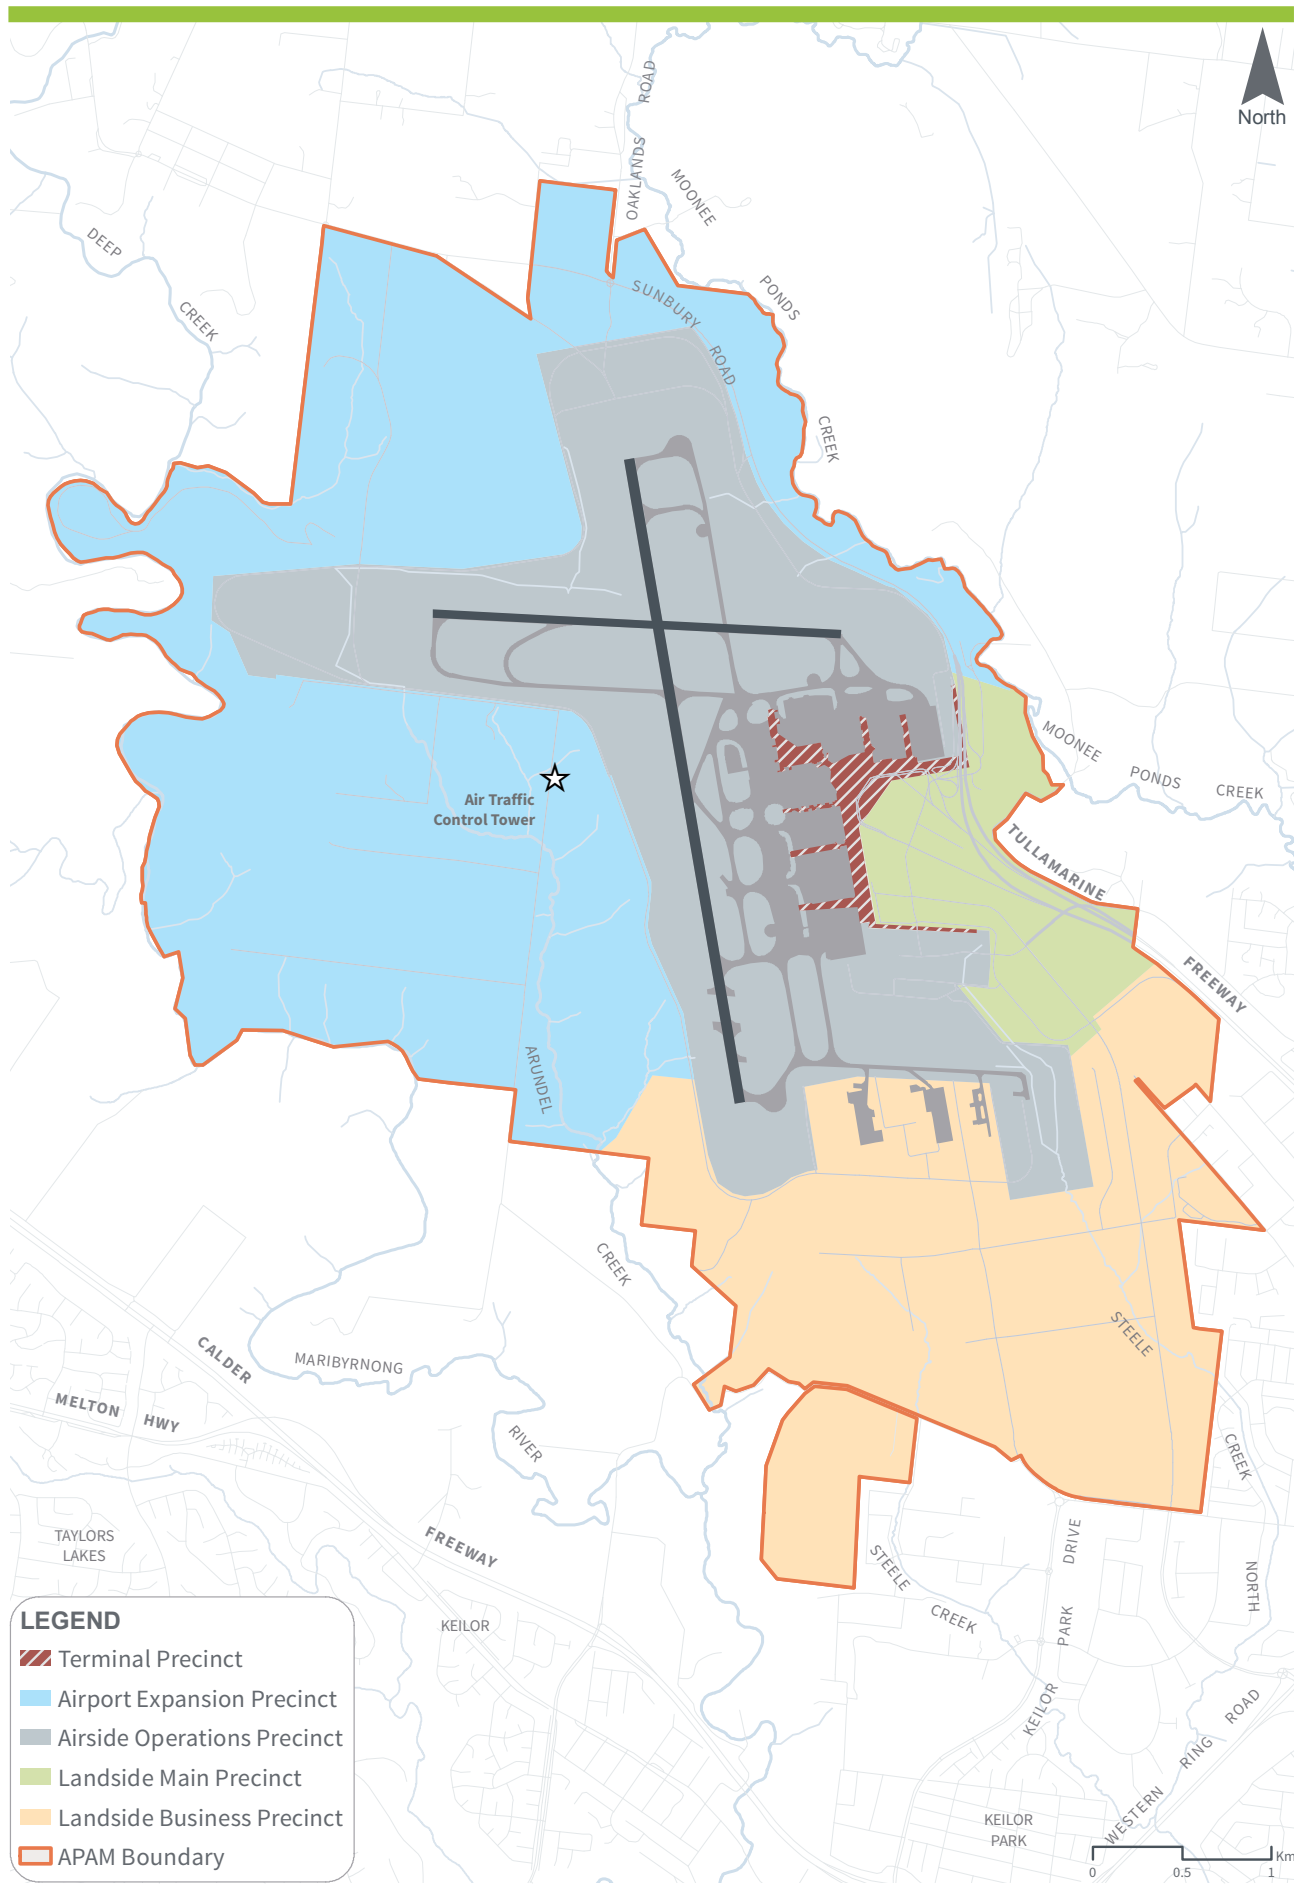 North
OAKLANDS ROAD
MOONEE
PONDS
CREEK
DEEP
CREEK
SUNBURY
ROAD
Air Traffic
Control Tower
MOONEE
PONDS
CREEK
TULLAMARINE
FREEWAY
ARUNDEL
CREEK
STEELE
CREEK
CALDER
MARIBYRNONG
MELTON HWY
RIVER
FREEWAY
TAYLORS
LAKES
KEILOR
STEELE
CREEK
DRIVE
PARK
KEILOR
NORTH
ROAD
RING
WESTERN
KEILOR
PARK
LEGEND
Terminal Precinct
Airport Expansion Precinct
Airside Operations Precinct
Landside Main Precinct
Landside Business Precinct
APAM Boundary
Km
0 0.5 1